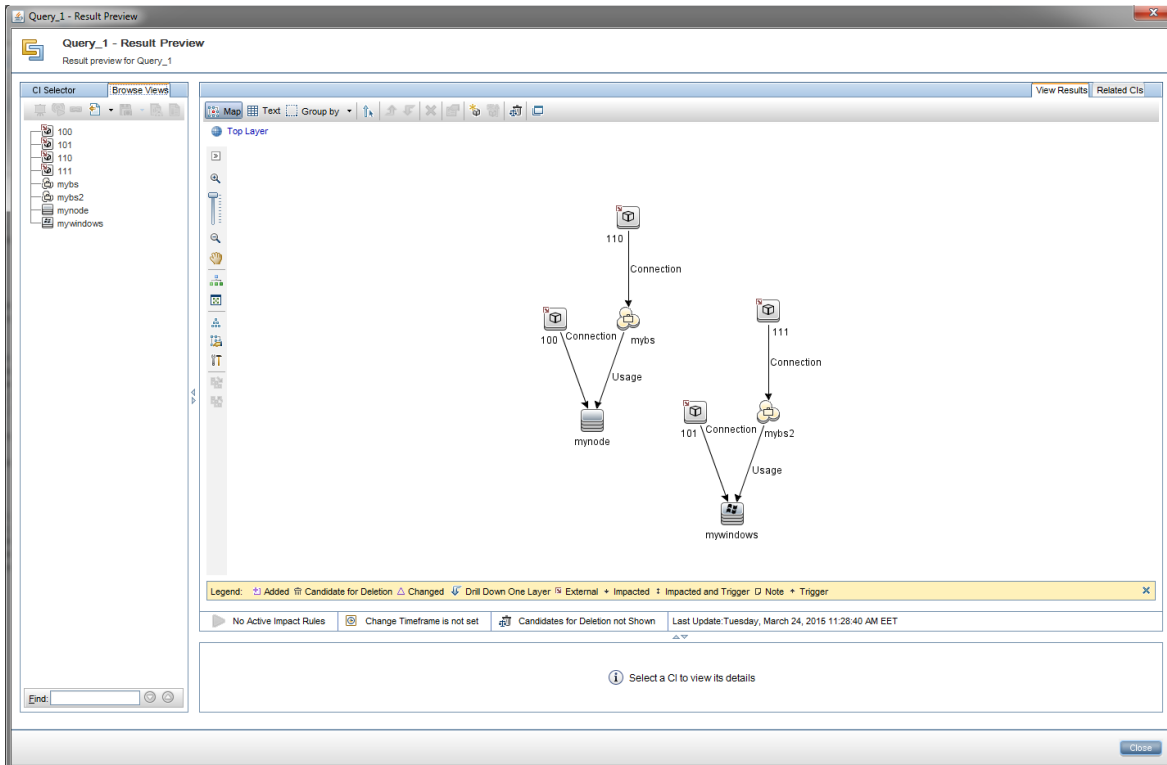 Query_1 - Result Preview
Query_1 - Result Preview
Result preview for Query_1
CI Selector
Browse Views
100
101
110
111
mybs
mybs2
mynode
mywindows
Find:
View Results
Related CIs
Map
Text
Group by
Top Layer
110
Connection
100
Connection
mybs
Usage
mynode
111
Connection
101
Connection
mybs2
Usage
mywindows
Legend: Added Candidate for Deletion Changed Drill Down One Layer External Impacted Impacted and Trigger Note Trigger
No Active Impact Rules
Change Timeframe is not set
Candidates for Deletion not Shown
Last Update:Tuesday, March 24, 2015 11:28:40 AM EET
Select a CI to view its details
Close